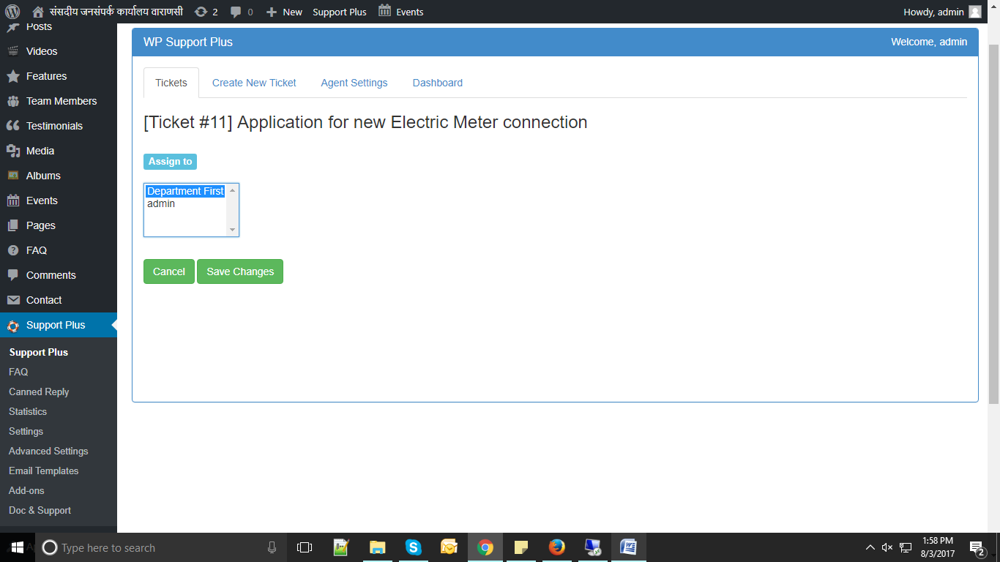 संसदीय जनसंपर्क कार्यालय वाराणसी 2 0 New Support Plus Events Howdy, admin
Posts
Videos
Features
Team Members
Testimonials
Media
Albums
Events
Pages
FAQ
Comments
Contact
Support Plus
Support Plus
FAQ
Canned Reply
Statistics
Settings
Advanced Settings
Email Templates
Add-ons
Doc & Support
WP Support Plus Welcome, admin
Tickets Create New Ticket Agent Settings Dashboard
[Ticket #11] Application for new Electric Meter connection
Assign to
Department First
admin
Cancel Save Changes
Type here to search
1:58 PM
8/3/2017
2